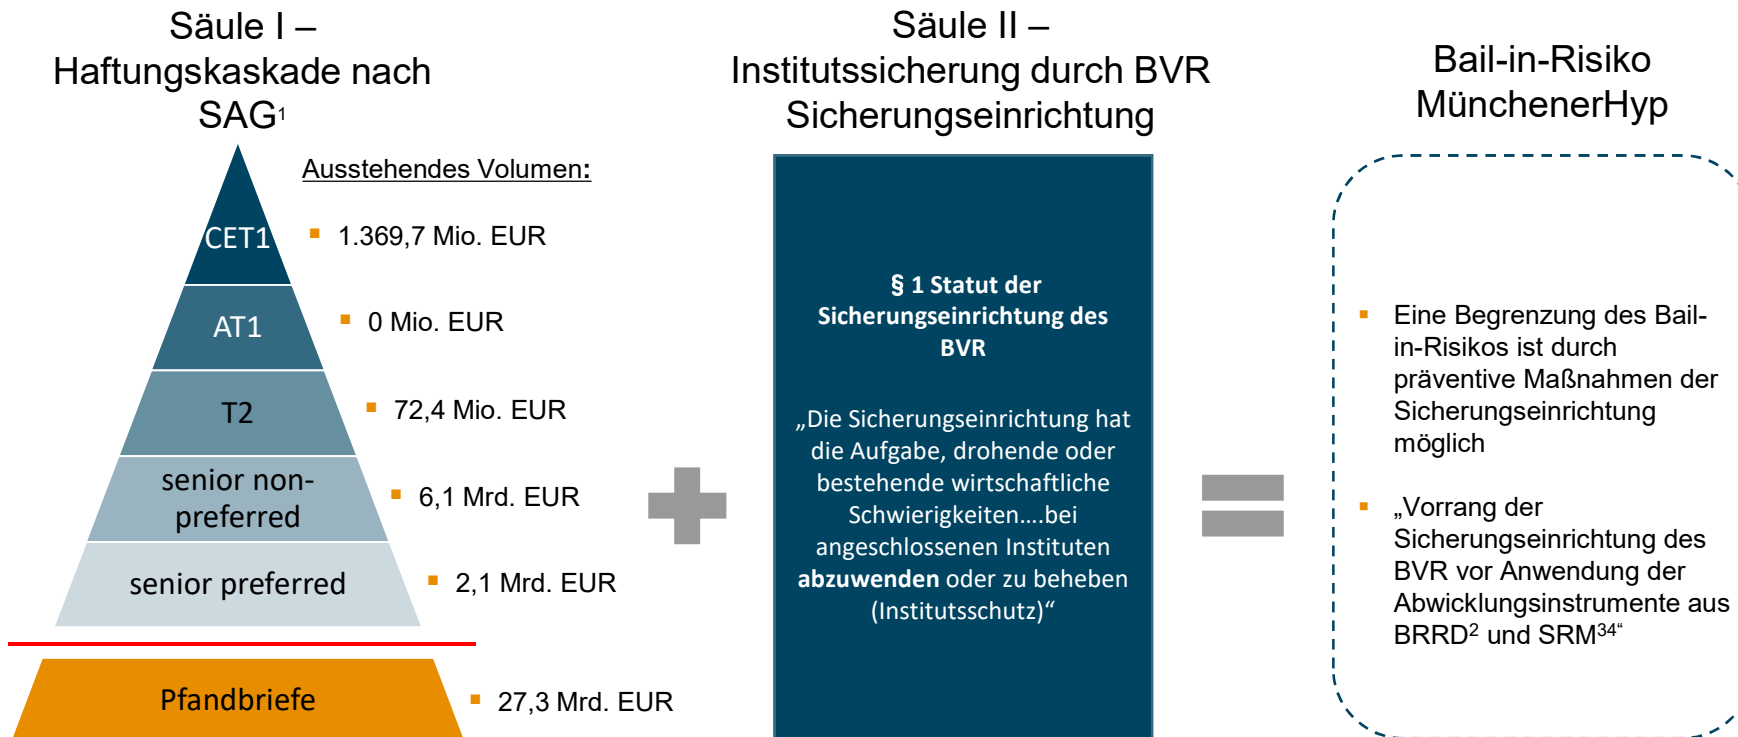 Säule I –
Haftungskaskade nach
SAG¹
Ausstehendes Volumen:
CET1
▪ 1.369,7 Mio. EUR
AT1
▪ 0 Mio. EUR
T2
▪ 72,4 Mio. EUR
senior non-
preferred
▪ 6,1 Mrd. EUR
senior preferred
▪ 2,1 Mrd. EUR
Pfandbriefe
▪ 27,3 Mrd. EUR
Säule II –
Institutssicherung durch BVR
Sicherungseinrichtung
§ 1 Statut der
Sicherungseinrichtung des
BVR
„Die Sicherungseinrichtung hat
die Aufgabe, drohende oder
bestehende wirtschaftliche
Schwierigkeiten….bei
angeschlossenen Instituten
abzuwenden oder zu beheben
(Institutsschutz)“
Bail-in-Risiko
MünchenerHyp
▪ Eine Begrenzung des Bail-
in-Risikos ist durch
präventive Maßnahmen der
Sicherungseinrichtung
möglich
▪ „Vorrang der
Sicherungseinrichtung des
BVR vor Anwendung der
Abwicklungsinstrumente aus
BRRD² und SRM³⁴“